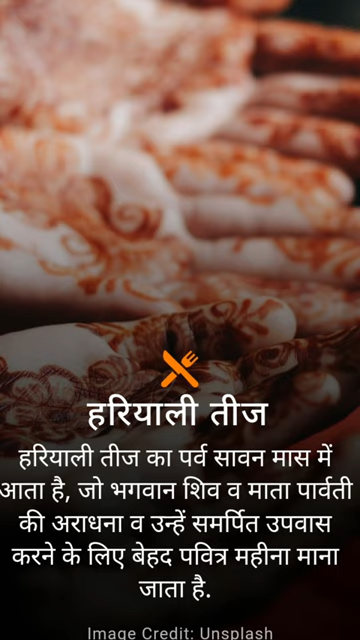 हरियाली तीज
हरियाली तीज का पर्व सावन मास में
आता है, जो भगवान शिव व माता पार्वती
की अराधना व उन्हें समर्पित उपवास
करने के लिए बेहद पवित्र महीना माना
जाता है.
Image Credit: Unsplash